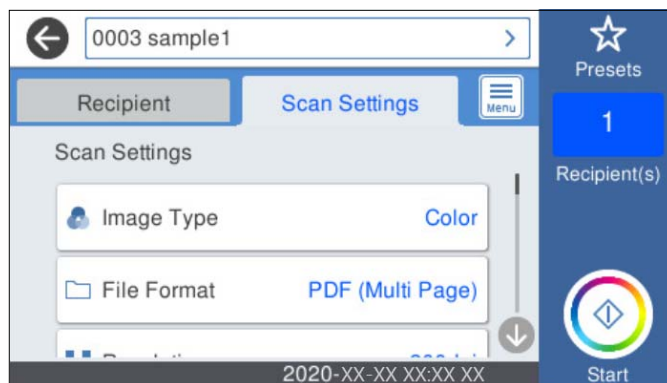 0003 sample1
Presets
Recipient
Scan Settings
Menu
1
Recipient(s)
Scan Settings
Image Type Color
File Format PDF (Multi Page)
2020-XX-XX XX:XX XX
Start